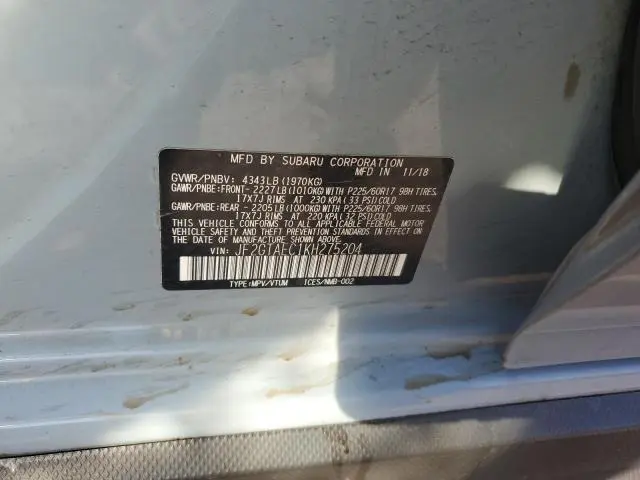 MFD BY SUBARU CORPORATION
MFD IN 11/18
GVWR/PNBV: 4343LB(1970KG)
GAWR/PNBE:FRONT- 2227LB(1010KG)WITH P225/60R17 98H TIRES,
17X7J RIMS AT 230 KPA(33 PSI)COLD
GAWR/PNBE:REAR - 2205LB(1000KG)WITH P225/60R17 98H TIRES,
17X7J RIMS AT 220 KPA(32 PSI)COLD
THIS VEHICLE CONFORMS TO ALL APPLICABLE FEDERAL
MOTOR VEHICLE SAFETY AND THEFT PREVENTION STANDARDS
IN EFFECT ON THE DATE OF MANUFACTURE SHOWN ABOVE.
VIN: JF2GTAEC1KH275204
TYPE:MPV/VTUM ICES/NMB-002